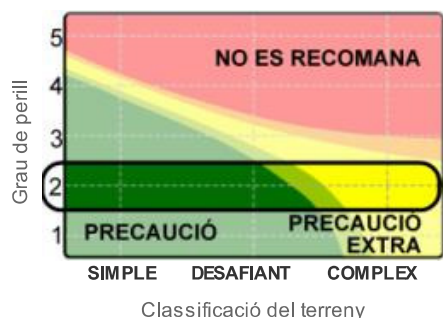 Grau de perill
5
4
3
2
1
NO ES RECOMANA
PRECAUCIÓ
PRECAUCIÓ
EXTRA
SIMPLE DESAFIANT COMPLEX
Classificació del terreny